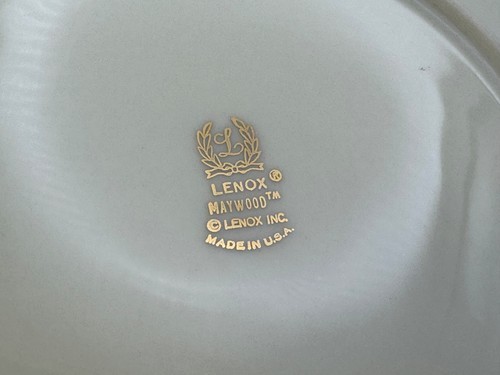 L
LENOX ®
MAYWOOD™
© LENOX INC.
MADE IN U.S.A.